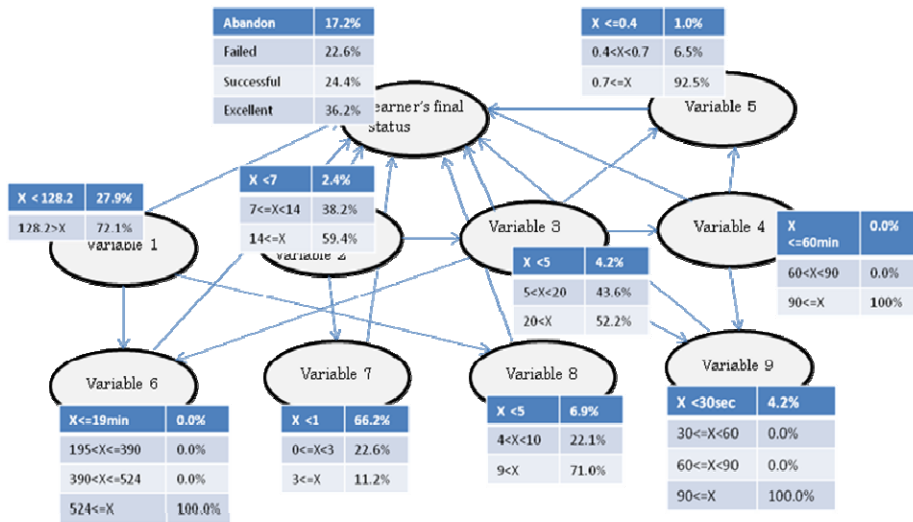 Abandon 17.2%
Failed 22.6%
Successful 24.4%
Excellent 36.2%
X <=0.4 1.0%
0.4<X<0.7 6.5%
0.7<=X 92.5%
earner's final
status
Variable 5
X < 128.2 27.9%
128.2>X 72.1%
Variable 1
X <7 2.4%
7<=X<14 38.2%
14<=X 59.4%
Variable 2
Variable 3
X <5 4.2%
5<X<20 43.6%
20<X 52.2%
Variable 4
X
<=60min 0.0%
60<X<90 0.0%
90<=X 100%
Variable 6
X<=19min 0.0%
195<X<=390 0.0%
390<X<=524 0.0%
524<=X 100.0%
Variable 7
X <1 66.2%
0<=X<3 22.6%
3<=X 11.2%
Variable 8
X <5 6.9%
4<X<10 22.1%
9<X 71.0%
Variable 9
X <30sec 4.2%
30<=X<60 0.0%
60<=X<90 0.0%
90<=X 100.0%